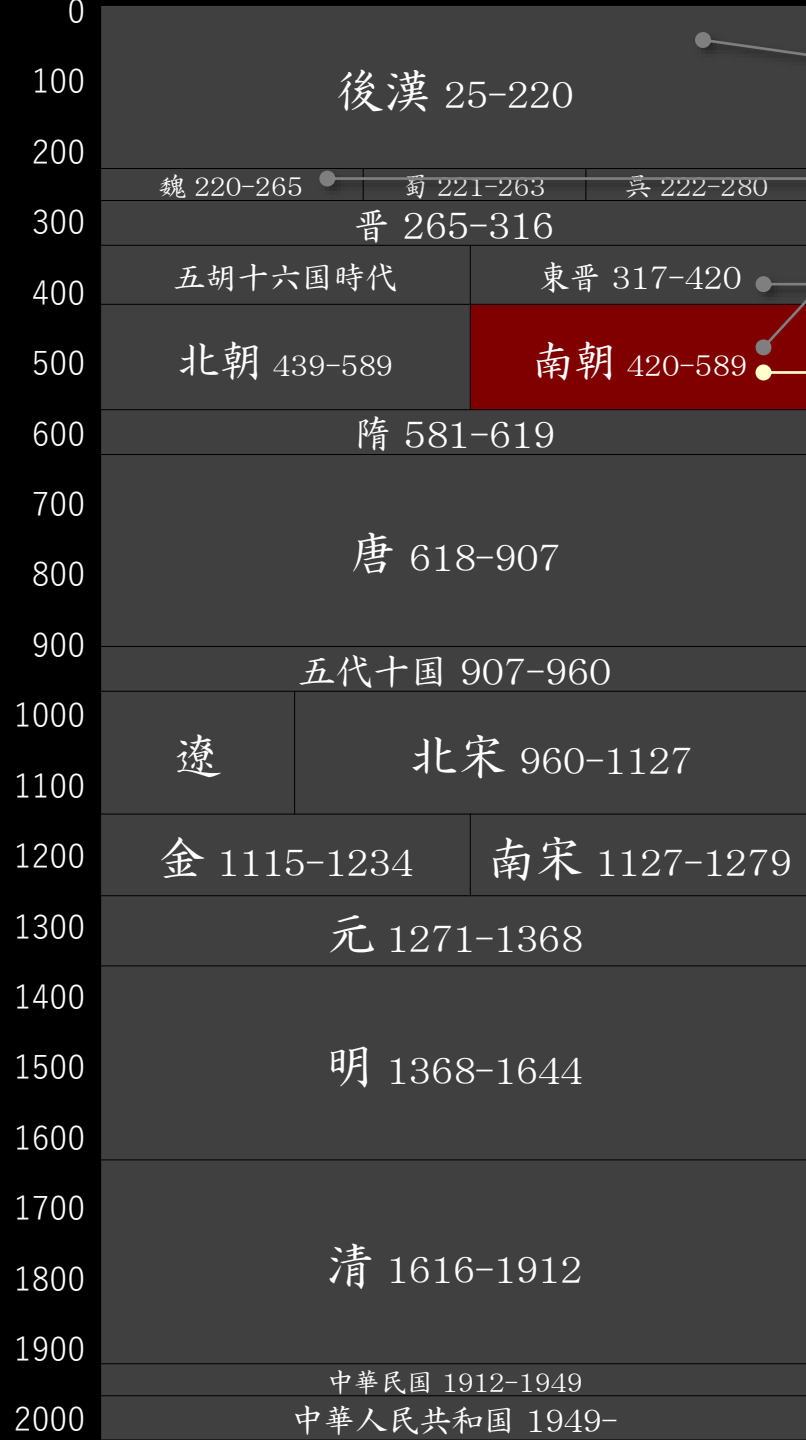 0
100
後漢 25-220
200
魏 220-265
蜀 221-263
呉 222-280
300
晋 265-316
五胡十六国時代
東晋 317-420
400
500
北朝 439-589
南朝 420-589
600
隋 581-619
700
唐 618-907
800
900
五代十国 907-960
1000
遼
北宋 960-1127
1100
1200
金 1115-1234
南宋 1127-1279
1300
元 1271-1368
1400
1500
明 1368-1644
1600
1700
清 1616-1912
1800
1900
中華民国 1912-1949
2000
中華人民共和国 1949-